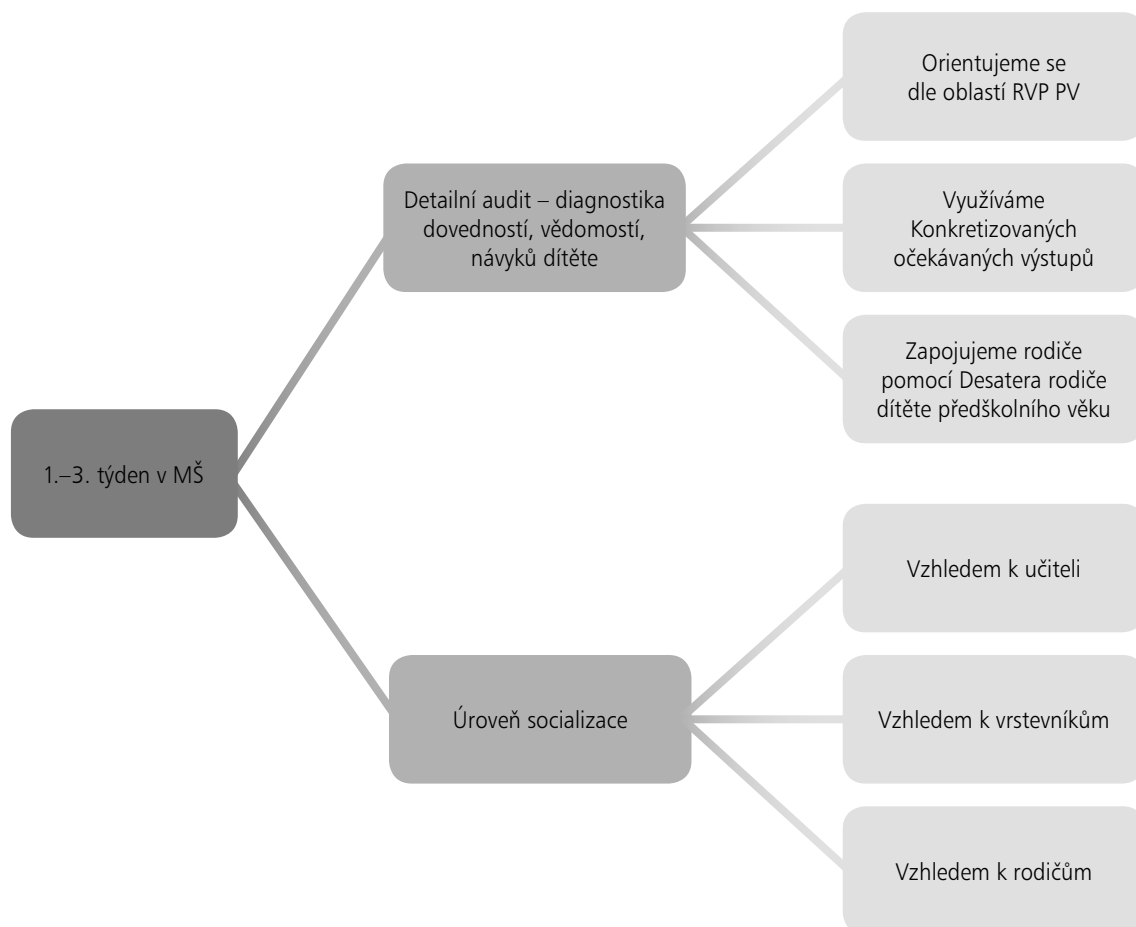 1.–3. týden v MŠ
Detailní audit – diagnostika
dovedností, vědomostí,
návyků dítěte
Orientujeme se
dle oblastí RVP PV
Využíváme
Konkretizovaných
očekávaných výstupů
Zapojujeme rodiče
pomocí Desatera rodiče
dítěte předškolního věku
Úroveň socializace
Vzhledem k učiteli
Vzhledem k vrstevníkům
Vzhledem k rodičům